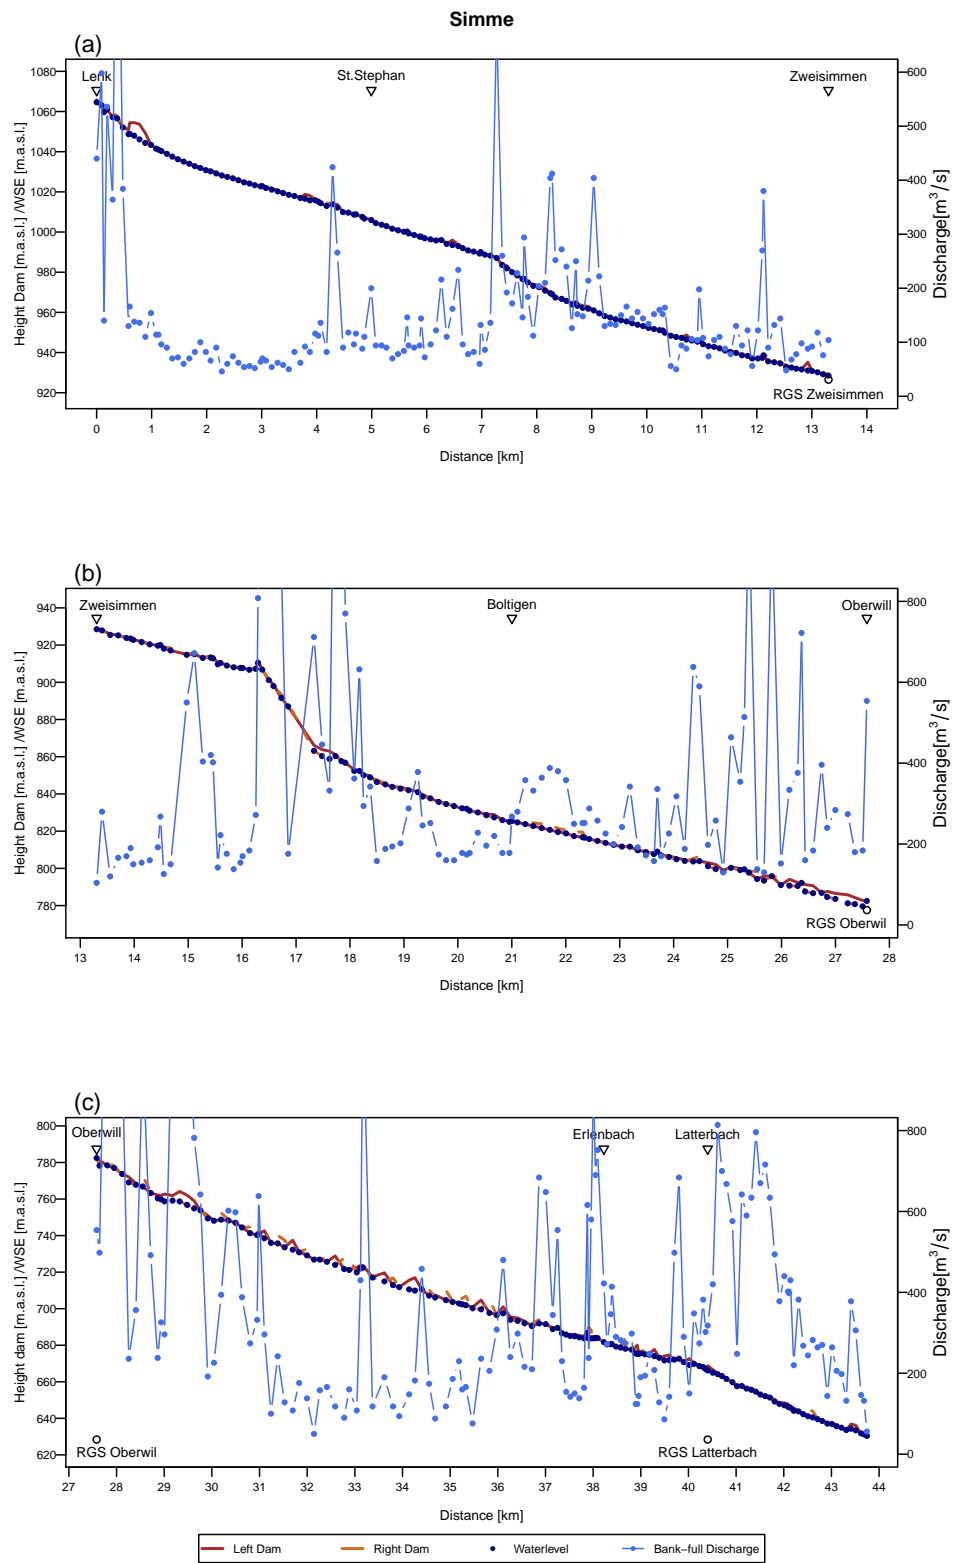 Simme
(a)
1080
1060
1040
1020
1000
980
960
940
920
Height Dam [m.a.s.l.] /WSE [m.a.s.l.]
Lenk
St.Stephan
Zweisimmen
RGS Zweisimmen
600
500
400
300
200
100
0
Discharge[m³/s]
0 1 2 3 4 5 6 7 8 9 10 11 12 13 14
Distance [km]
(b)
940
920
900
880
860
840
820
800
780
Height Dam [m.a.s.l.] /WSE [m.a.s.l.]
Zweisimmen
Boltigen
Oberwill
RGS Oberwil
800
600
400
200
0
Discharge[m³/s]
13 14 15 16 17 18 19 20 21 22 23 24 25 26 27 28
Distance [km]
(c)
800
780
760
740
720
700
680
660
640
620
Height dam [m.a.s.l.] /WSE [m.a.s.l.]
Oberwill
Erlenbach
Latterbach
RGS Oberwil
RGS Latterbach
800
600
400
200
0
Discharge[m³/s]
27 28 29 30 31 32 33 34 35 36 37 38 39 40 41 42 43 44
Distance [km]
Left Dam
Right Dam
Waterlevel
Bank−full Discharge